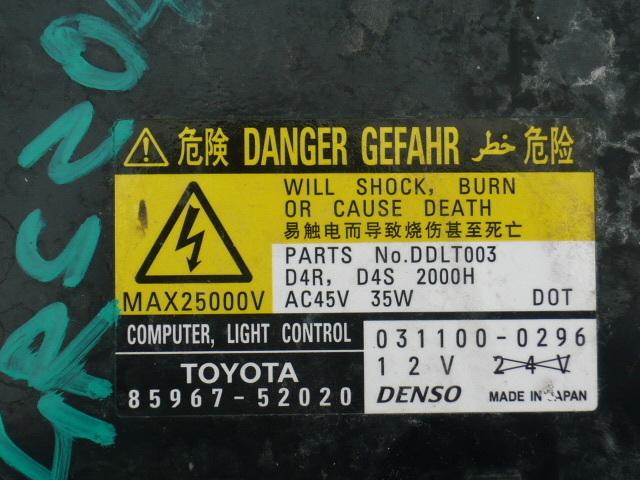 GRS204
⚠ 危険 DANGER GEFAHR خطر 危险
WILL SHOCK, BURN
OR CAUSE DEATH
易触电而导致烧伤甚至死亡
MAX25000V
PARTS No.DDLT003
D4R, D4S 2000H
AC45V 35W DOT
COMPUTER, LIGHT CONTROL
TOYOTA
85967-52020
031100-0296
12V 24V
DENSO MADE IN JAPAN